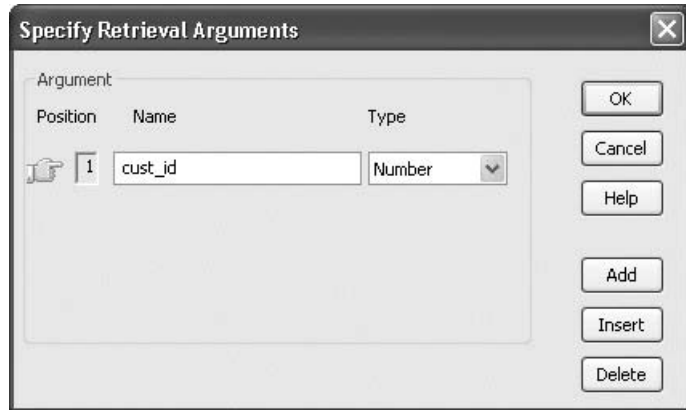 Specify Retrieval Arguments
Argument
Position Name Type
1 cust_id Number
OK
Cancel
Help
Add
Insert
Delete